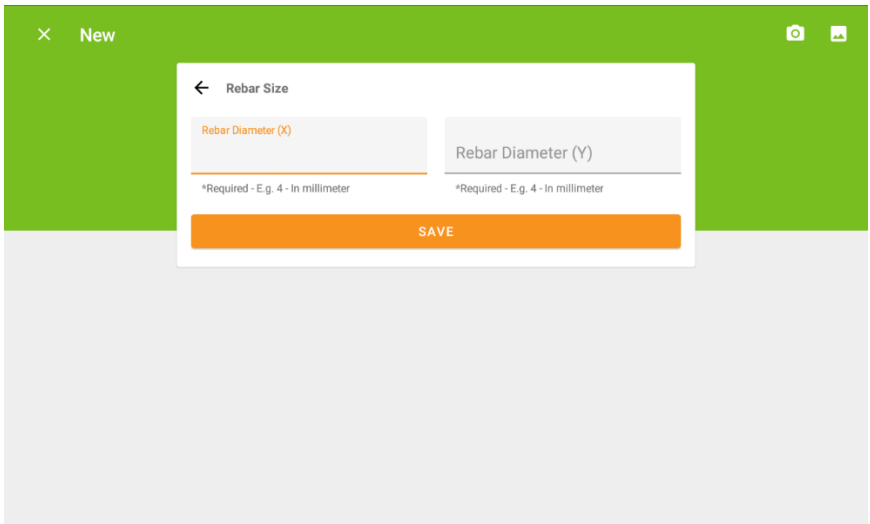 New
Rebar Size
Rebar Diameter (X)
Rebar Diameter (Y)
*Required - E.g. 4 - In millimeter
*Required - E.g. 4 - In millimeter
SAVE